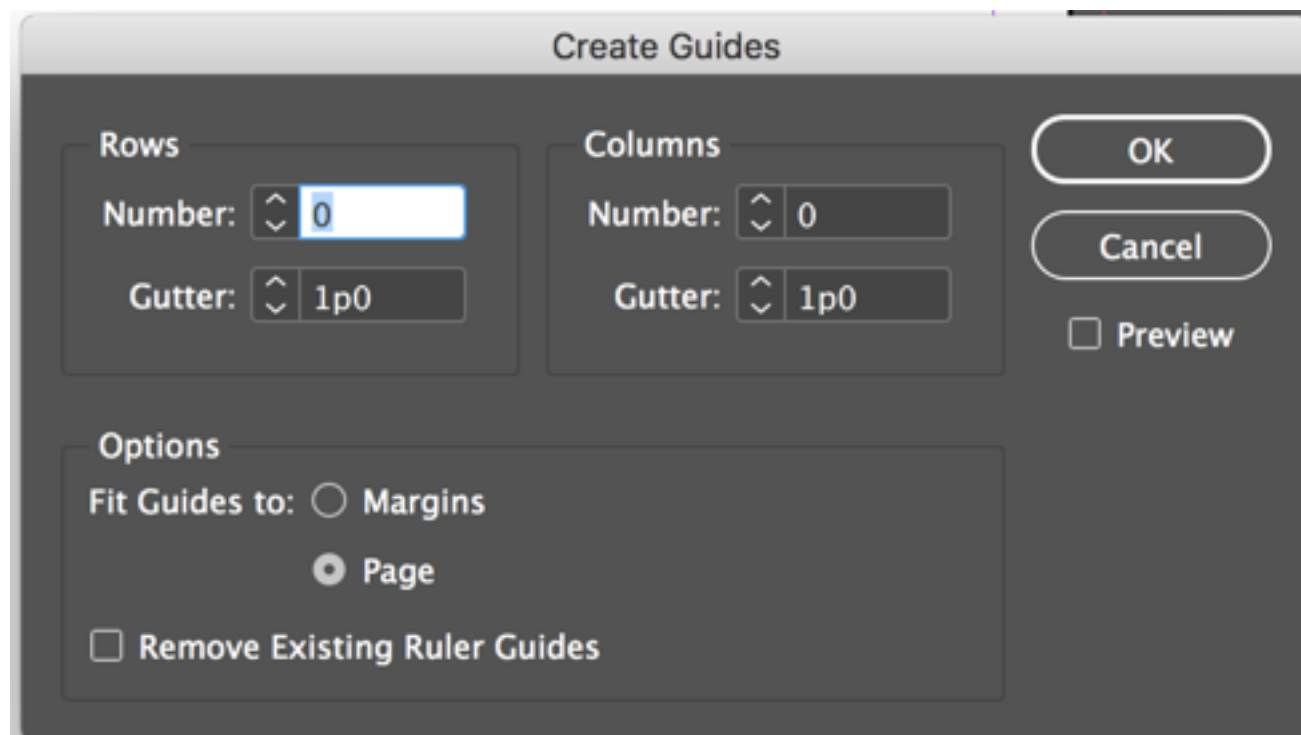 Create Guides
Rows
Number: 0
Gutter: 1p0
Columns
Number: 0
Gutter: 1p0
OK
Cancel
Preview
Options
Fit Guides to: Margins
Page
Remove Existing Ruler Guides